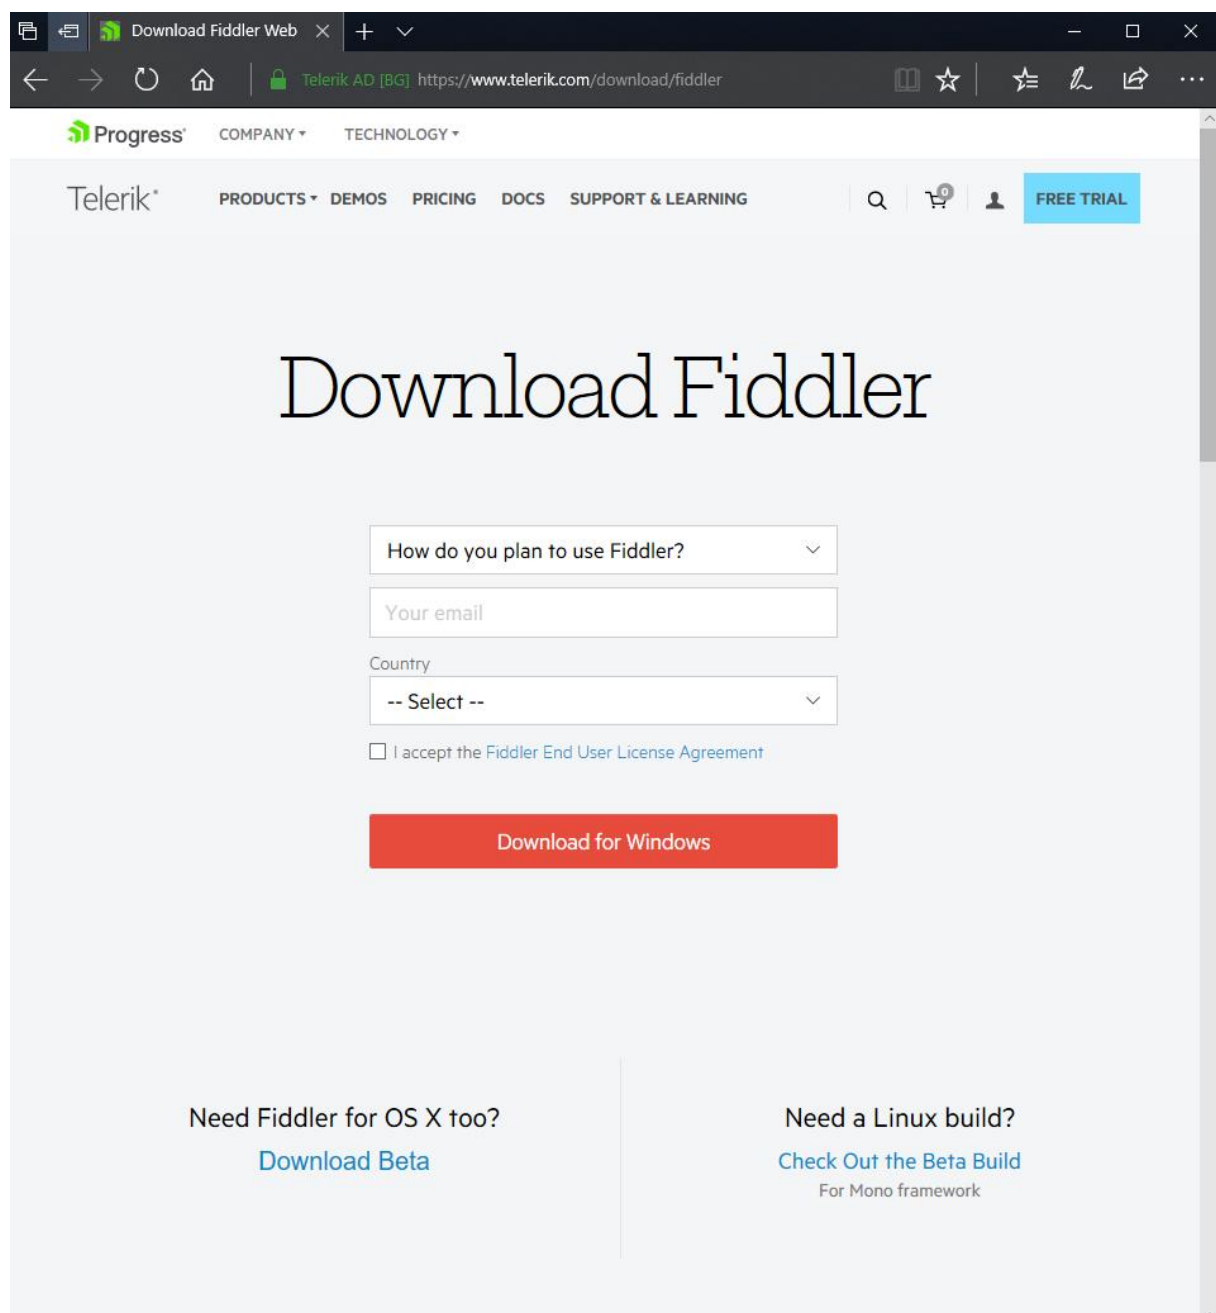 Download Fiddler Web
Telerik AD [BG] https://www.telerik.com/download/fiddler
Progress COMPANY TECHNOLOGY
Telerik PRODUCTS DEMOS PRICING DOCS SUPPORT & LEARNING 0 FREE TRIAL
Download Fiddler
How do you plan to use Fiddler?
Your email
Country
-- Select --
I accept the Fiddler End User License Agreement
Download for Windows
Need Fiddler for OS X too?
Download Beta
Need a Linux build?
Check Out the Beta Build
For Mono framework